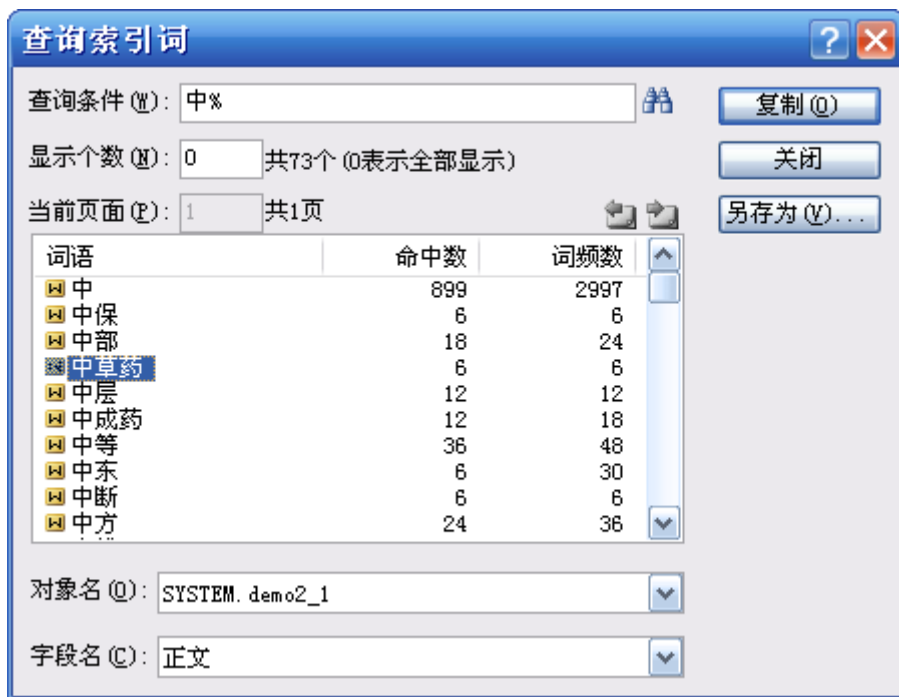 查询索引词
查询条件(W): 中% 复制(O)
显示个数(N): 0 共73个(0表示全部显示) 关闭
当前页面(P): 1 共1页 另存为(V)...
词语 命中数 词频数
中 899 2997
中保 6 6
中部 18 24
中草药 6 6
中层 12 12
中成药 12 18
中等 36 48
中东 6 30
中断 6 6
中方 24 36
对象名(O): SYSTEM.demo2_1
字段名(C): 正文